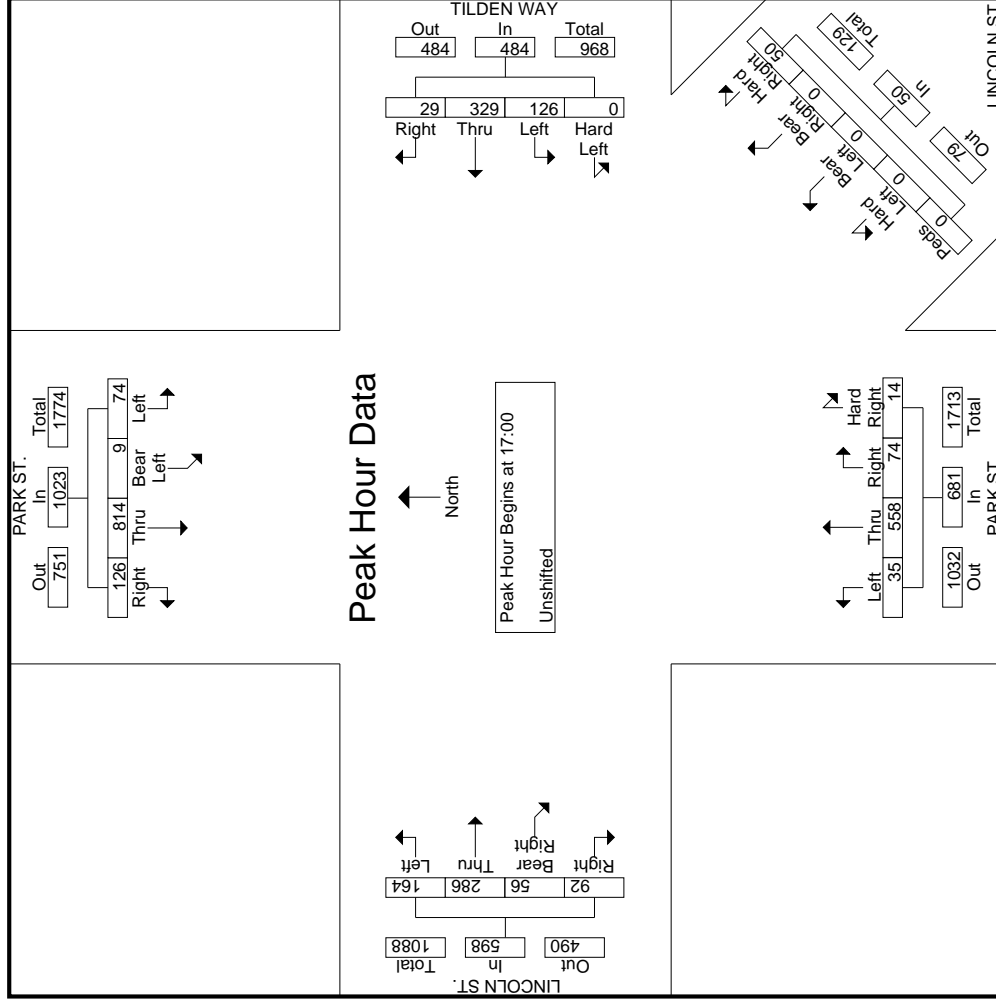 TILDEN WAY
Out In Total
484 484 968
29 329 126 0
Right Thru Left Hard
Left
PARK ST.
Out In Total
751 1023 1774
126 814 9 74
Right Thru Bear Left
Left
Peak Hour Data
North
Peak Hour Begins at 17:00
Unshifted
LINCOLN ST.
Total In Out
1088 598 490
164 286 56 92
Left Thru Bear Right
Right
Hard
Left Thru Right Right
35 558 74 14
1032 681 1713
Out In Total
PARK ST.
LINCOLN ST.
Out In Total
79 50 129
Peds 0
Hard Left 0
Bear Left 0
Bear Right 0
Hard Right 50